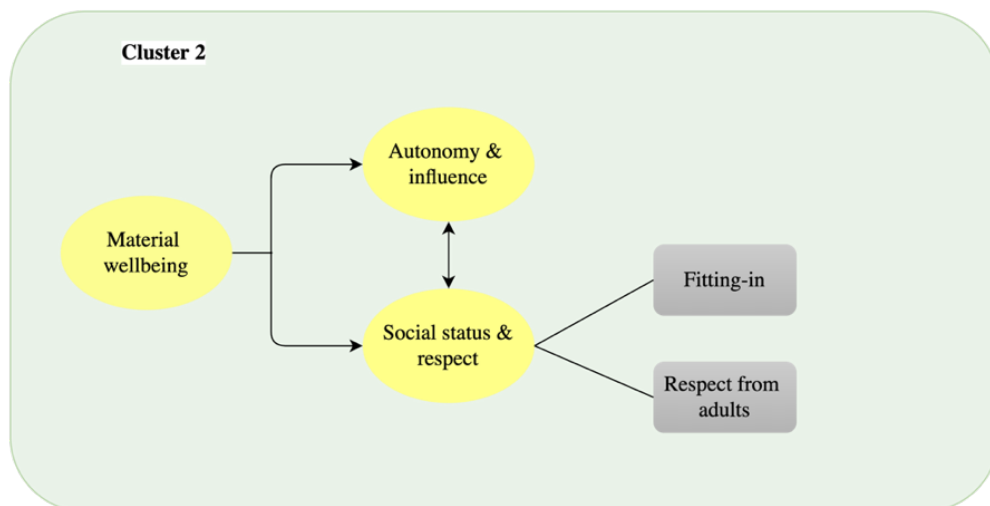 Cluster 2
Autonomy &
influence
Material
wellbeing
Social status &
respect
Fitting-in
Respect from
adults